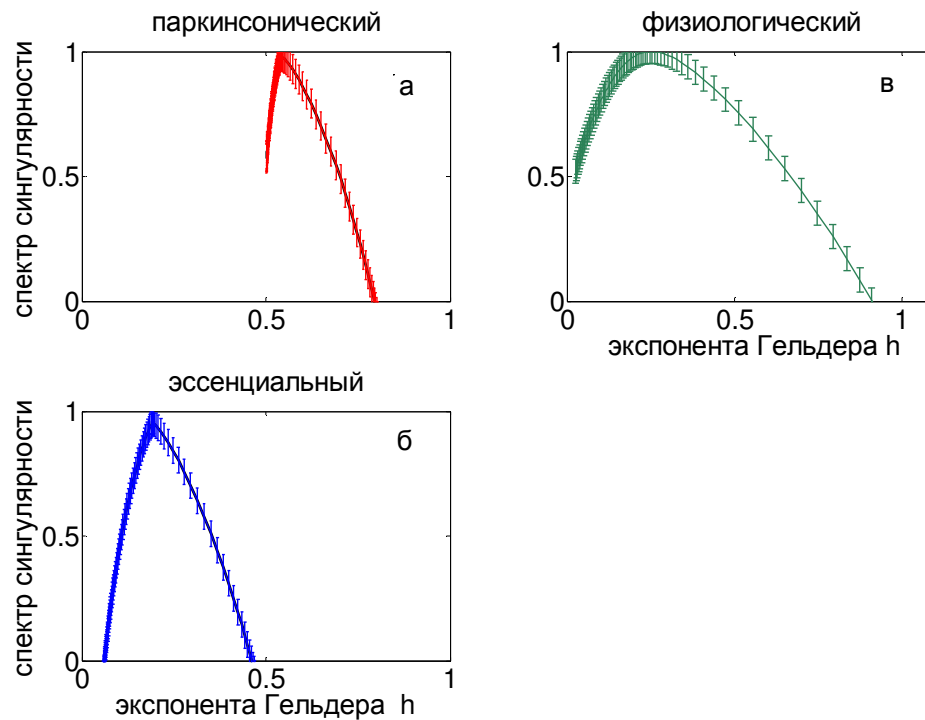 паркинсонический
спектр сингулярности
1
0.5
0
а
0
0.5
1
физиологический
1
0.5
0
в
0
0.5
1
экспонента Гельдера h
эссенциальный
спектр сингулярности
1
0.5
0
б
0
0.5
1
экспонента Гельдера h